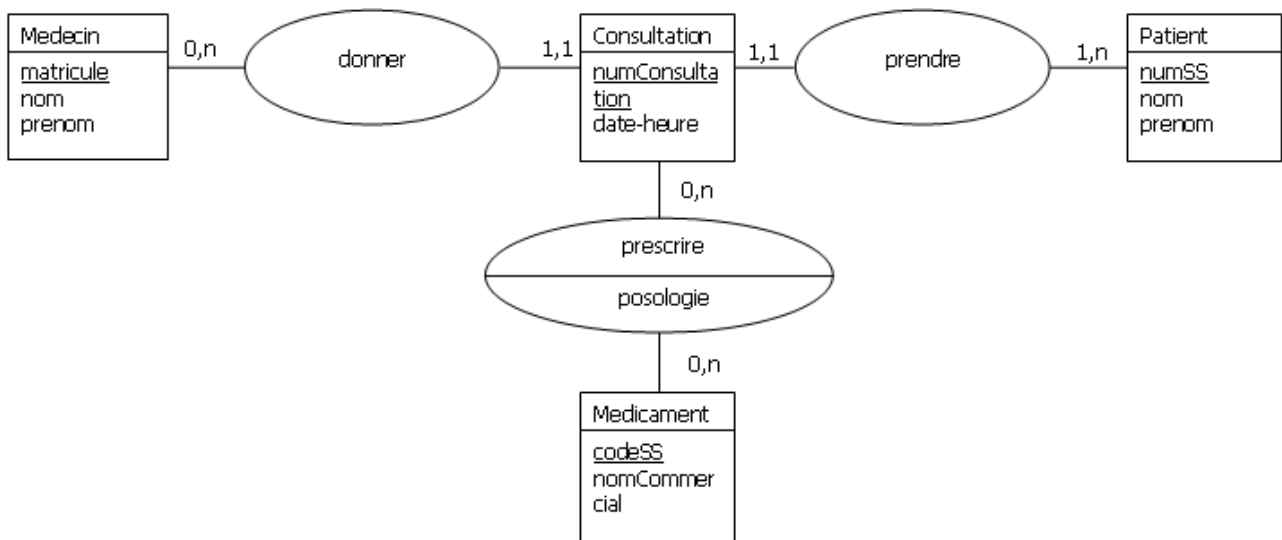 Medecin
matricule
nom
prenom
0,n
donner
1,1
Consultation
numConsulta
tion
date-heure
1,1
prendre
1,n
Patient
numSS
nom
prenom
0,n
prescrire
posologie
0,n
Medicament
codeSS
nomCommer
cial